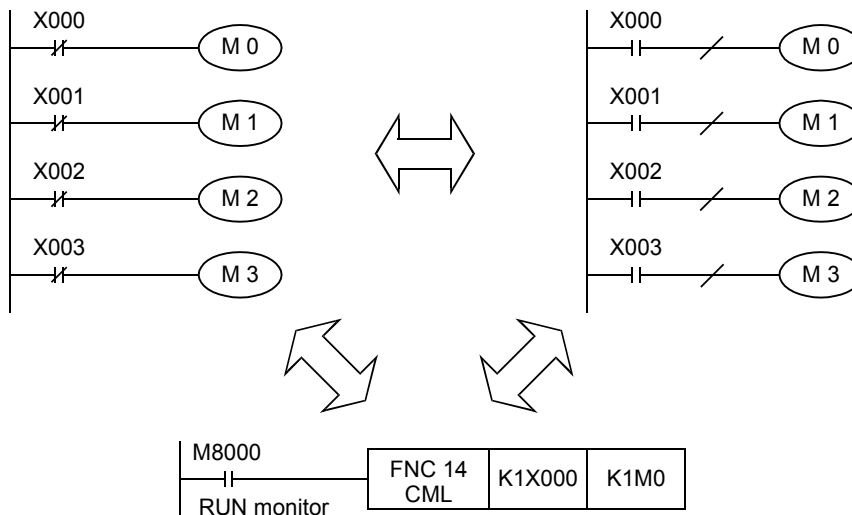 X000
M 0
X001
M 1
X002
M 2
X003
M 3
X000
M 0
X001
M 1
X002
M 2
X003
M 3
M8000
RUN monitor
FNC 14
CML
K1X000
K1M0